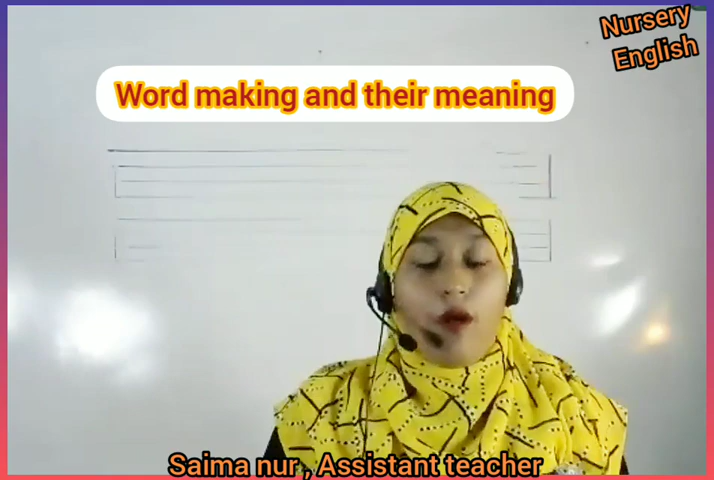 Nursery
English
Word making and their meaning
Saima nur , Assistant teacher